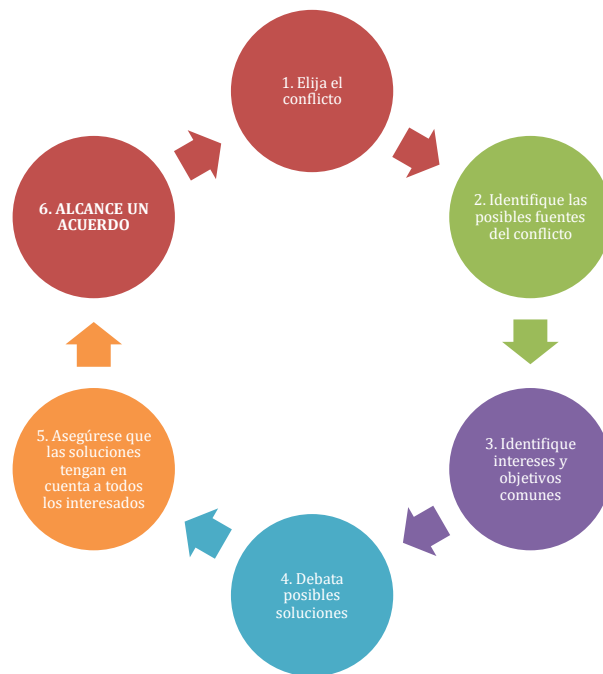 1. Elija el
conflicto
2. Identifique las
posibles fuentes
del conflicto
3. Identifique
intereses y
objetivos
comunes
4. Debata
posibles
soluciones
5. Asegúrese que
las soluciones
tengan en
cuenta a todos
los interesados
6. ALCANCE UN
ACUERDO